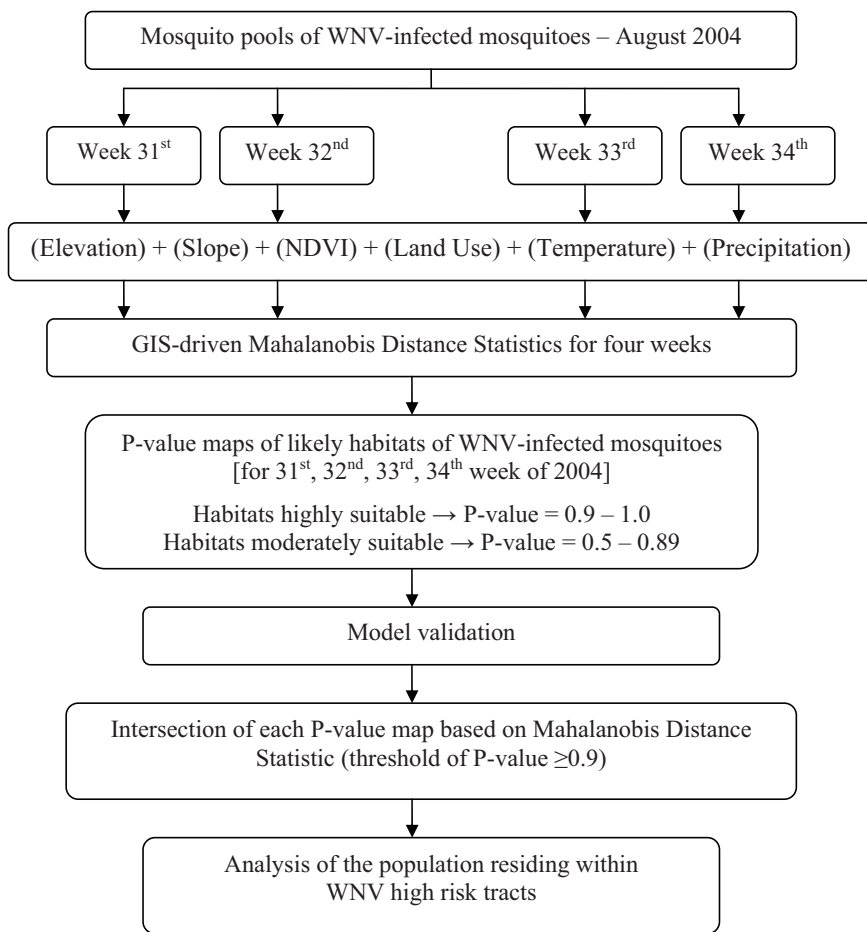 Mosquito pools of WNV-infected mosquitoes – August 2004
Week 31st
Week 32nd
Week 33rd
Week 34th
(Elevation) + (Slope) + (NDVI) + (Land Use) + (Temperature) + (Precipitation)
GIS-driven Mahalanobis Distance Statistics for four weeks
P-value maps of likely habitats of WNV-infected mosquitoes
[for 31st, 32nd, 33rd, 34th week of 2004]
Habitats highly suitable → P-value = 0.9 – 1.0
Habitats moderately suitable → P-value = 0.5 – 0.89
Model validation
Intersection of each P-value map based on Mahalanobis Distance
Statistic (threshold of P-value ≥0.9)
Analysis of the population residing within
WNV high risk tracts